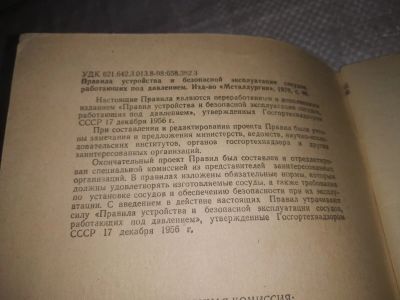 УДК 621.642.3.013.8-98:658.382.3
Правила устройства и безопасной эксплуатации сосудов,
работающих под давлением. Изд-во «Металлургия», 1970, с.
Настоящие Правила являются переработанным и дополненным
изданием «Правил устройства и безопасной эксплуатации сосудов,
работающих под давлением», утвержденных Госгортехнадзором
СССР 17 декабря 1956 г.
При составлении и редактировании проекта Правил были учтены
замечания и предложения министерств, ведомств, научно-иссле-
довательских институтов, органов госгортехнадзора и других
заинтересованных организаций.
Окончательный проект Правил был составлен и отредактиро-
ван специальной комиссией из представителей заинтересованных
организаций. В правилах изложены обязательные нормы, которым
должны удовлетворять изготовляемые сосуды, а также требования
по установке сосудов и обеспечению безопасности при их эксплу-
атации. С введением в действие настоящих Правил утрачивают
силу «Правила устройства и безопасной эксплуатации сосудов,
работающих под давлением», утвержденные Госгортехнадзором
СССР 17 декабря 1956 г.
КОМИССИЯ: